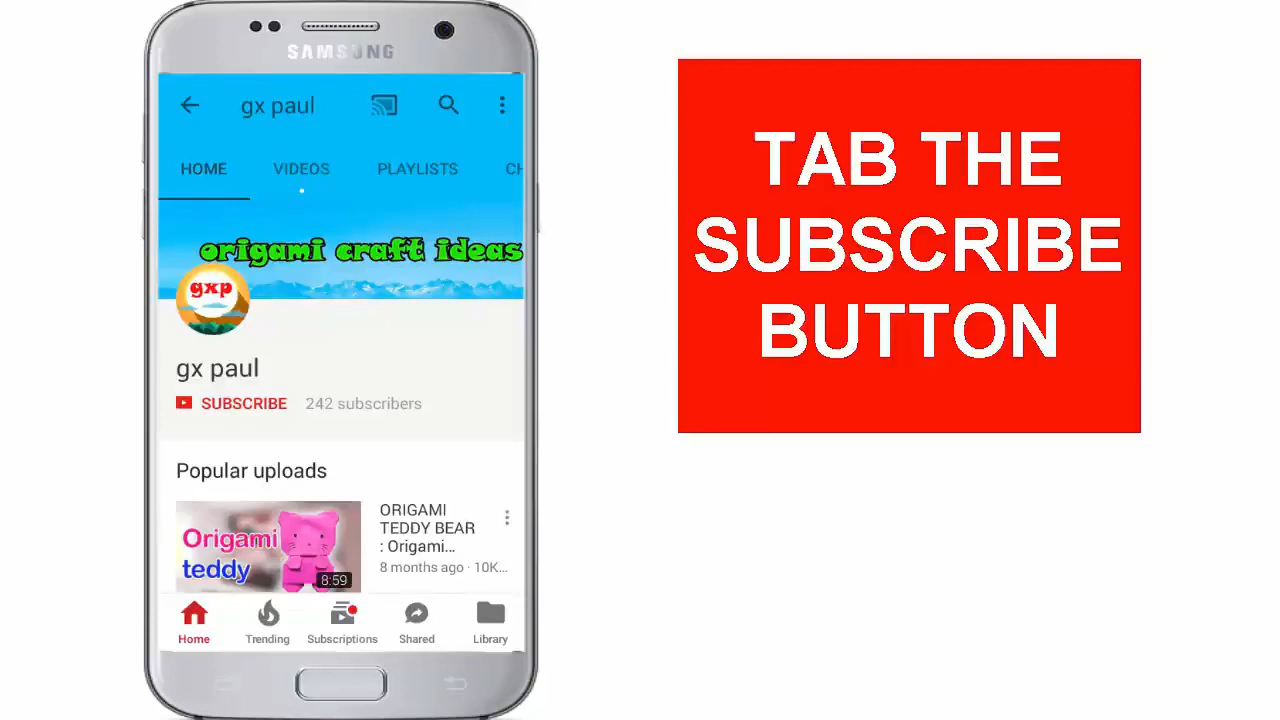 SAMSUNG
gx paul
HOME VIDEOS PLAYLISTS CH
origami craft ideas
gxp
gx paul
SUBSCRIBE 242 subscribers
Popular uploads
Origami
teddy
8:59
ORIGAMI
TEDDY BEAR
: Origami...
8 months ago · 10K...
Home Trending Subscriptions Shared Library
TAB THE
SUBSCRIBE
BUTTON